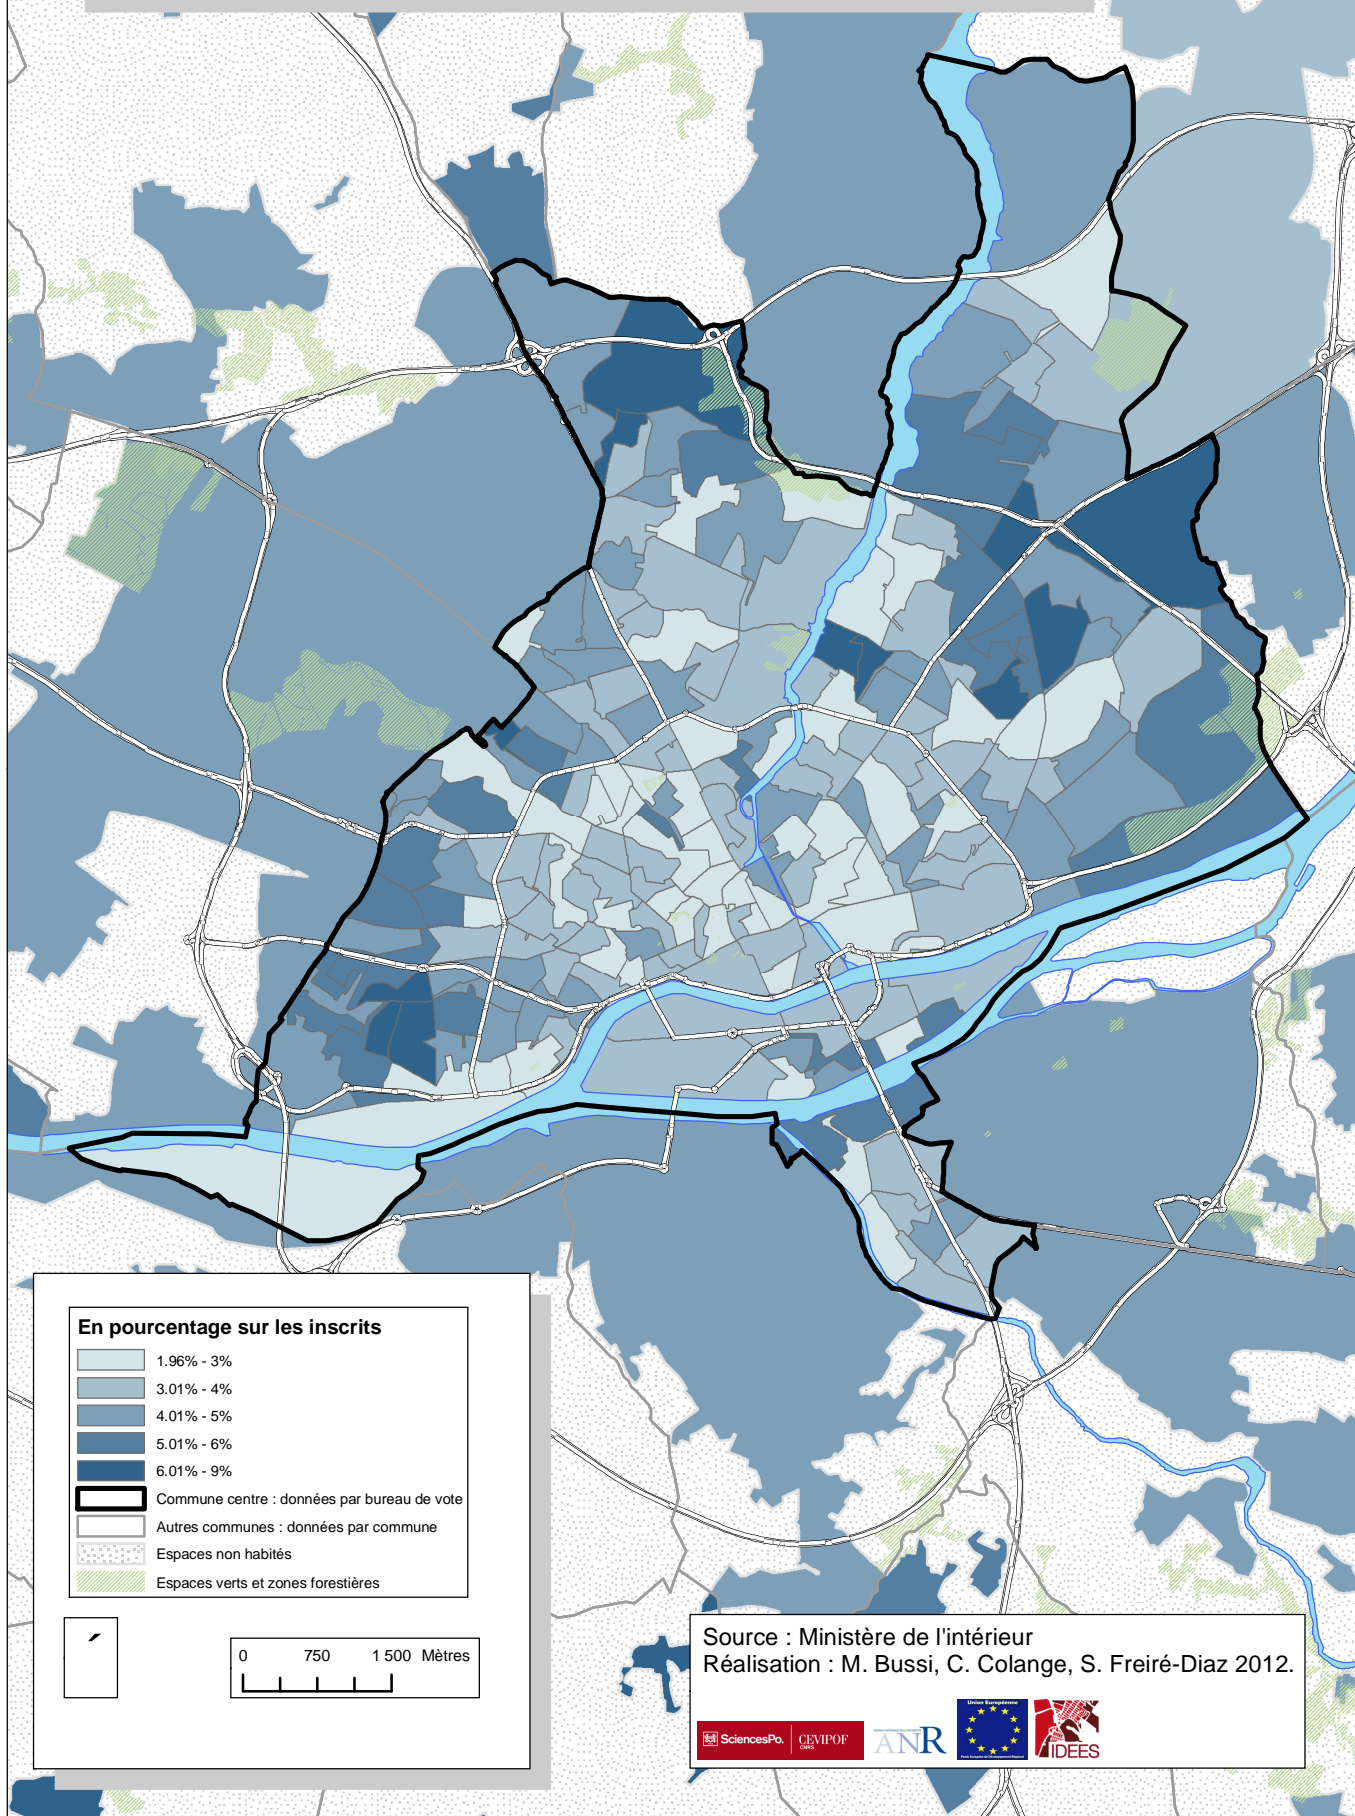 En pourcentage sur les inscrits
1.96% - 3%
3.01% - 4%
4.01% - 5%
5.01% - 6%
6.01% - 9%
Commune centre : données par bureau de vote
Autres communes : données par commune
Espaces non habités
Espaces verts et zones forestières
0 750 1 500 Mètres
Source : Ministère de l'intérieur
Réalisation : M. Bussi, C. Colange, S. Freiré-Diaz 2012.
SciencesPo. CEVIPOF
CNRS
ANR
Union Européenne
IDEES